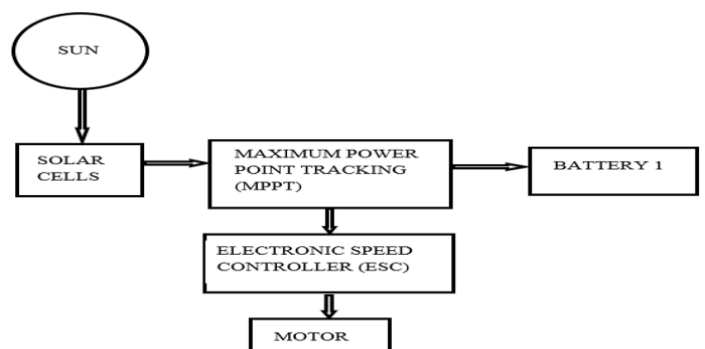 SUN
SOLAR
CELLS
MAXIMUM POWER
POINT TRACKING
(MPPT)
BATTERY 1
ELECTRONIC SPEED
CONTROLLER (ESC)
MOTOR